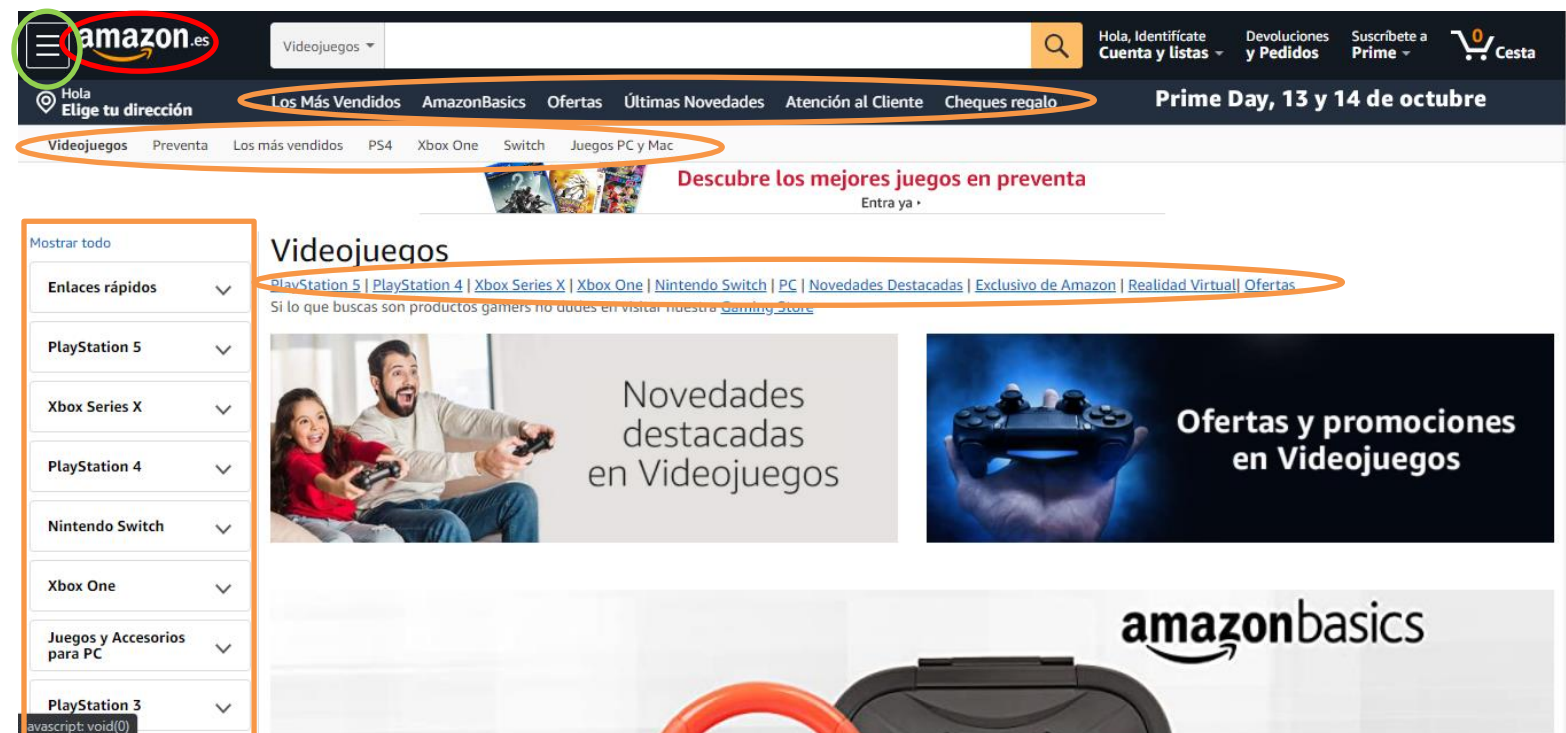 amazon.es
Videojuegos
Hola, Identifícate
Cuenta y listas
Devoluciones
y Pedidos
Suscríbete a
Prime
0
Cesta
Hola
Elige tu dirección
Los Más Vendidos AmazonBasics Ofertas Últimas Novedades Atención al Cliente Cheques regalo
Prime Day, 13 y 14 de octubre
Videojuegos Preventa Los más vendidos PS4 Xbox One Switch Juegos PC y Mac
Descubre los mejores juegos en preventa
Entra ya
Mostrar todo
Enlaces rápidos
PlayStation 5
Xbox Series X
PlayStation 4
Nintendo Switch
Xbox One
Juegos y Accesorios
para PC
PlayStation 3
avascript: void(0)
Videojuegos
PlayStation 5 | PlayStation 4 | Xbox Series X | Xbox One | Nintendo Switch | PC | Novedades Destacadas | Exclusivo de Amazon | Realidad Virtual| Ofertas
Si lo que buscas son productos gamers no dudes en visitar nuestra Gaming Store
Novedades
destacadas
en Videojuegos
Ofertas y promociones
en Videojuegos
amazonbasics